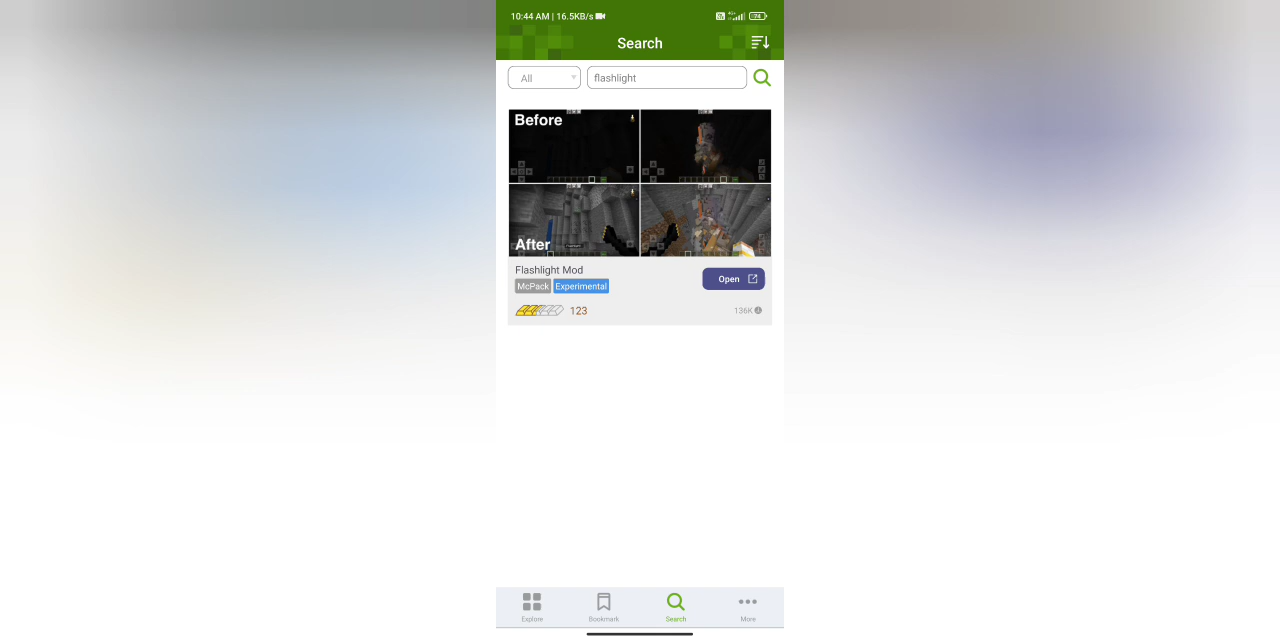 10:44 AM | 16.5KB/s
Search
All
flashlight
Before
After
Flashlight Mod
McPack
Experimental
Open
123
136K
Explore
Bookmark
Search
More